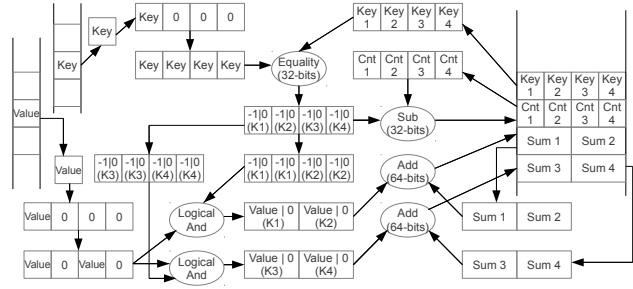 Key 0 0 0
Key
Key
1
Key
2
Key
3
Key
4
Key
Key Key Key Key
Equality
(32-bits)
Cnt
1
Cnt
2
Cnt
3
Cnt
4
Key
1
Key
2
Key
3
Key
4
Cnt
1
Cnt
2
Cnt
3
Cnt
4
Value
-1|0
(K1)
-1|0
(K2)
-1|0
(K3)
-1|0
(K4)
Sub
(32-bits)
Sum 1 Sum 2
Value
-1|0
(K3)
-1|0
(K3)
-1|0
(K4)
-1|0
(K4)
-1|0
(K1)
-1|0
(K1)
-1|0
(K2)
-1|0
(K2)
Add
(64-bits)
Sum 3 Sum 4
Value 0 0 0
Logical
And
Value | 0
(K1)
Value | 0
(K2)
Add
(64-bits)
Sum 1 Sum 2
Value 0 Value 0
Logical
And
Value | 0
(K3)
Value | 0
(K4)
Sum 3 Sum 4